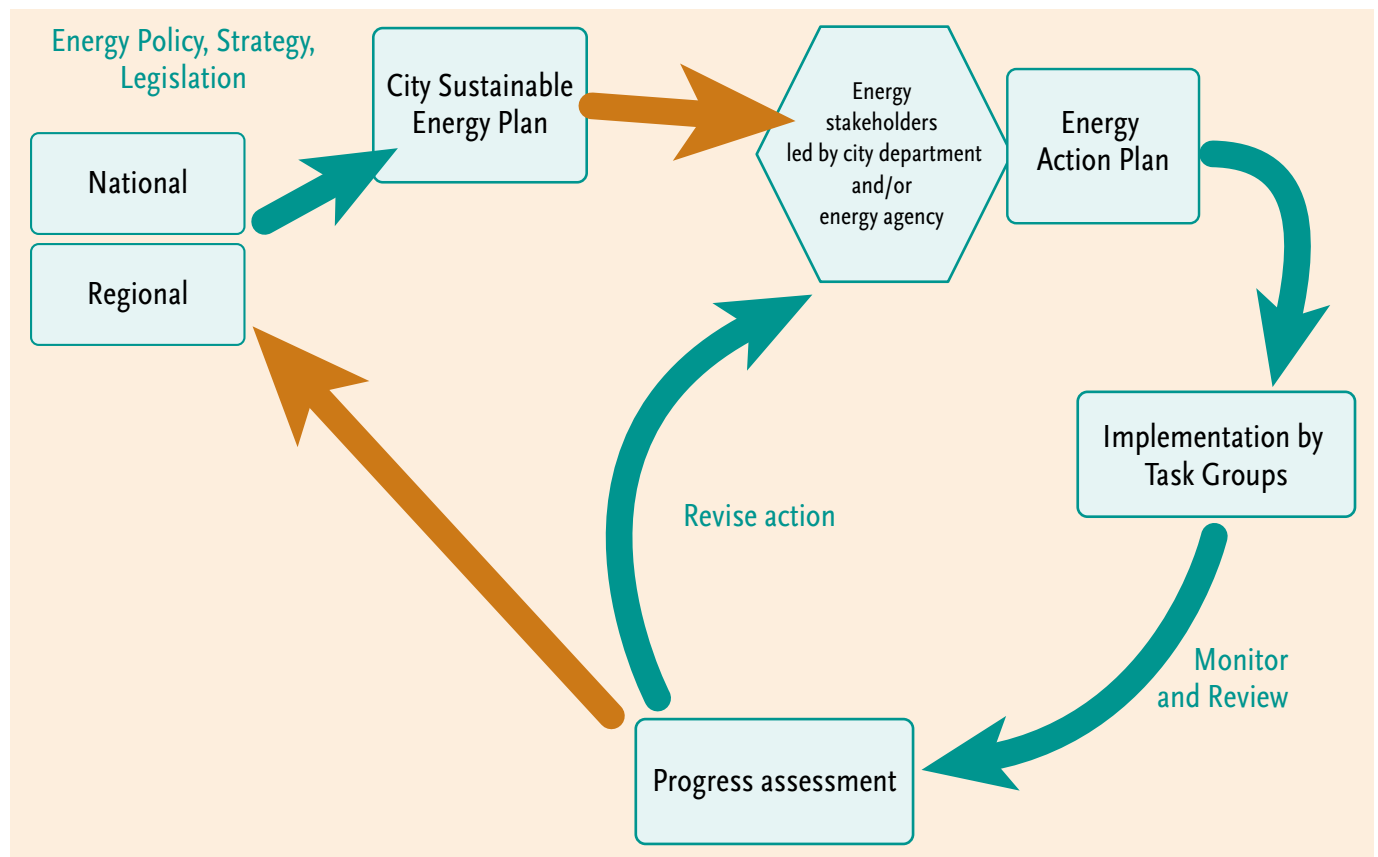 Energy Policy, Strategy,
Legislation
National
Regional
City Sustainable
Energy Plan
Energy
stakeholders
led by city department
and/or
energy agency
Energy
Action Plan
Implementation by
Task Groups
Monitor
and Review
Progress assessment
Revise action